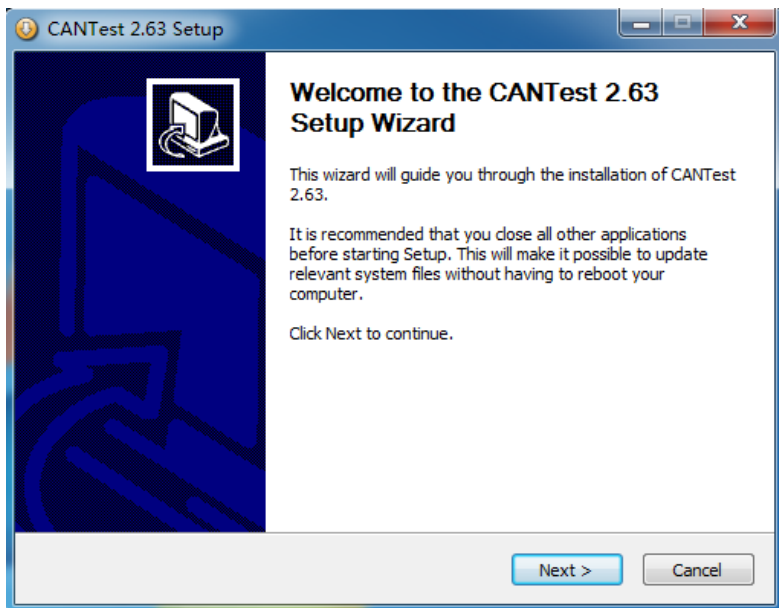 CANTest 2.63 Setup
Welcome to the CANTest 2.63
Setup Wizard
This wizard will guide you through the installation of CANTest
2.63.
It is recommended that you close all other applications
before starting Setup. This will make it possible to update
relevant system files without having to reboot your
computer.
Click Next to continue.
Next >
Cancel